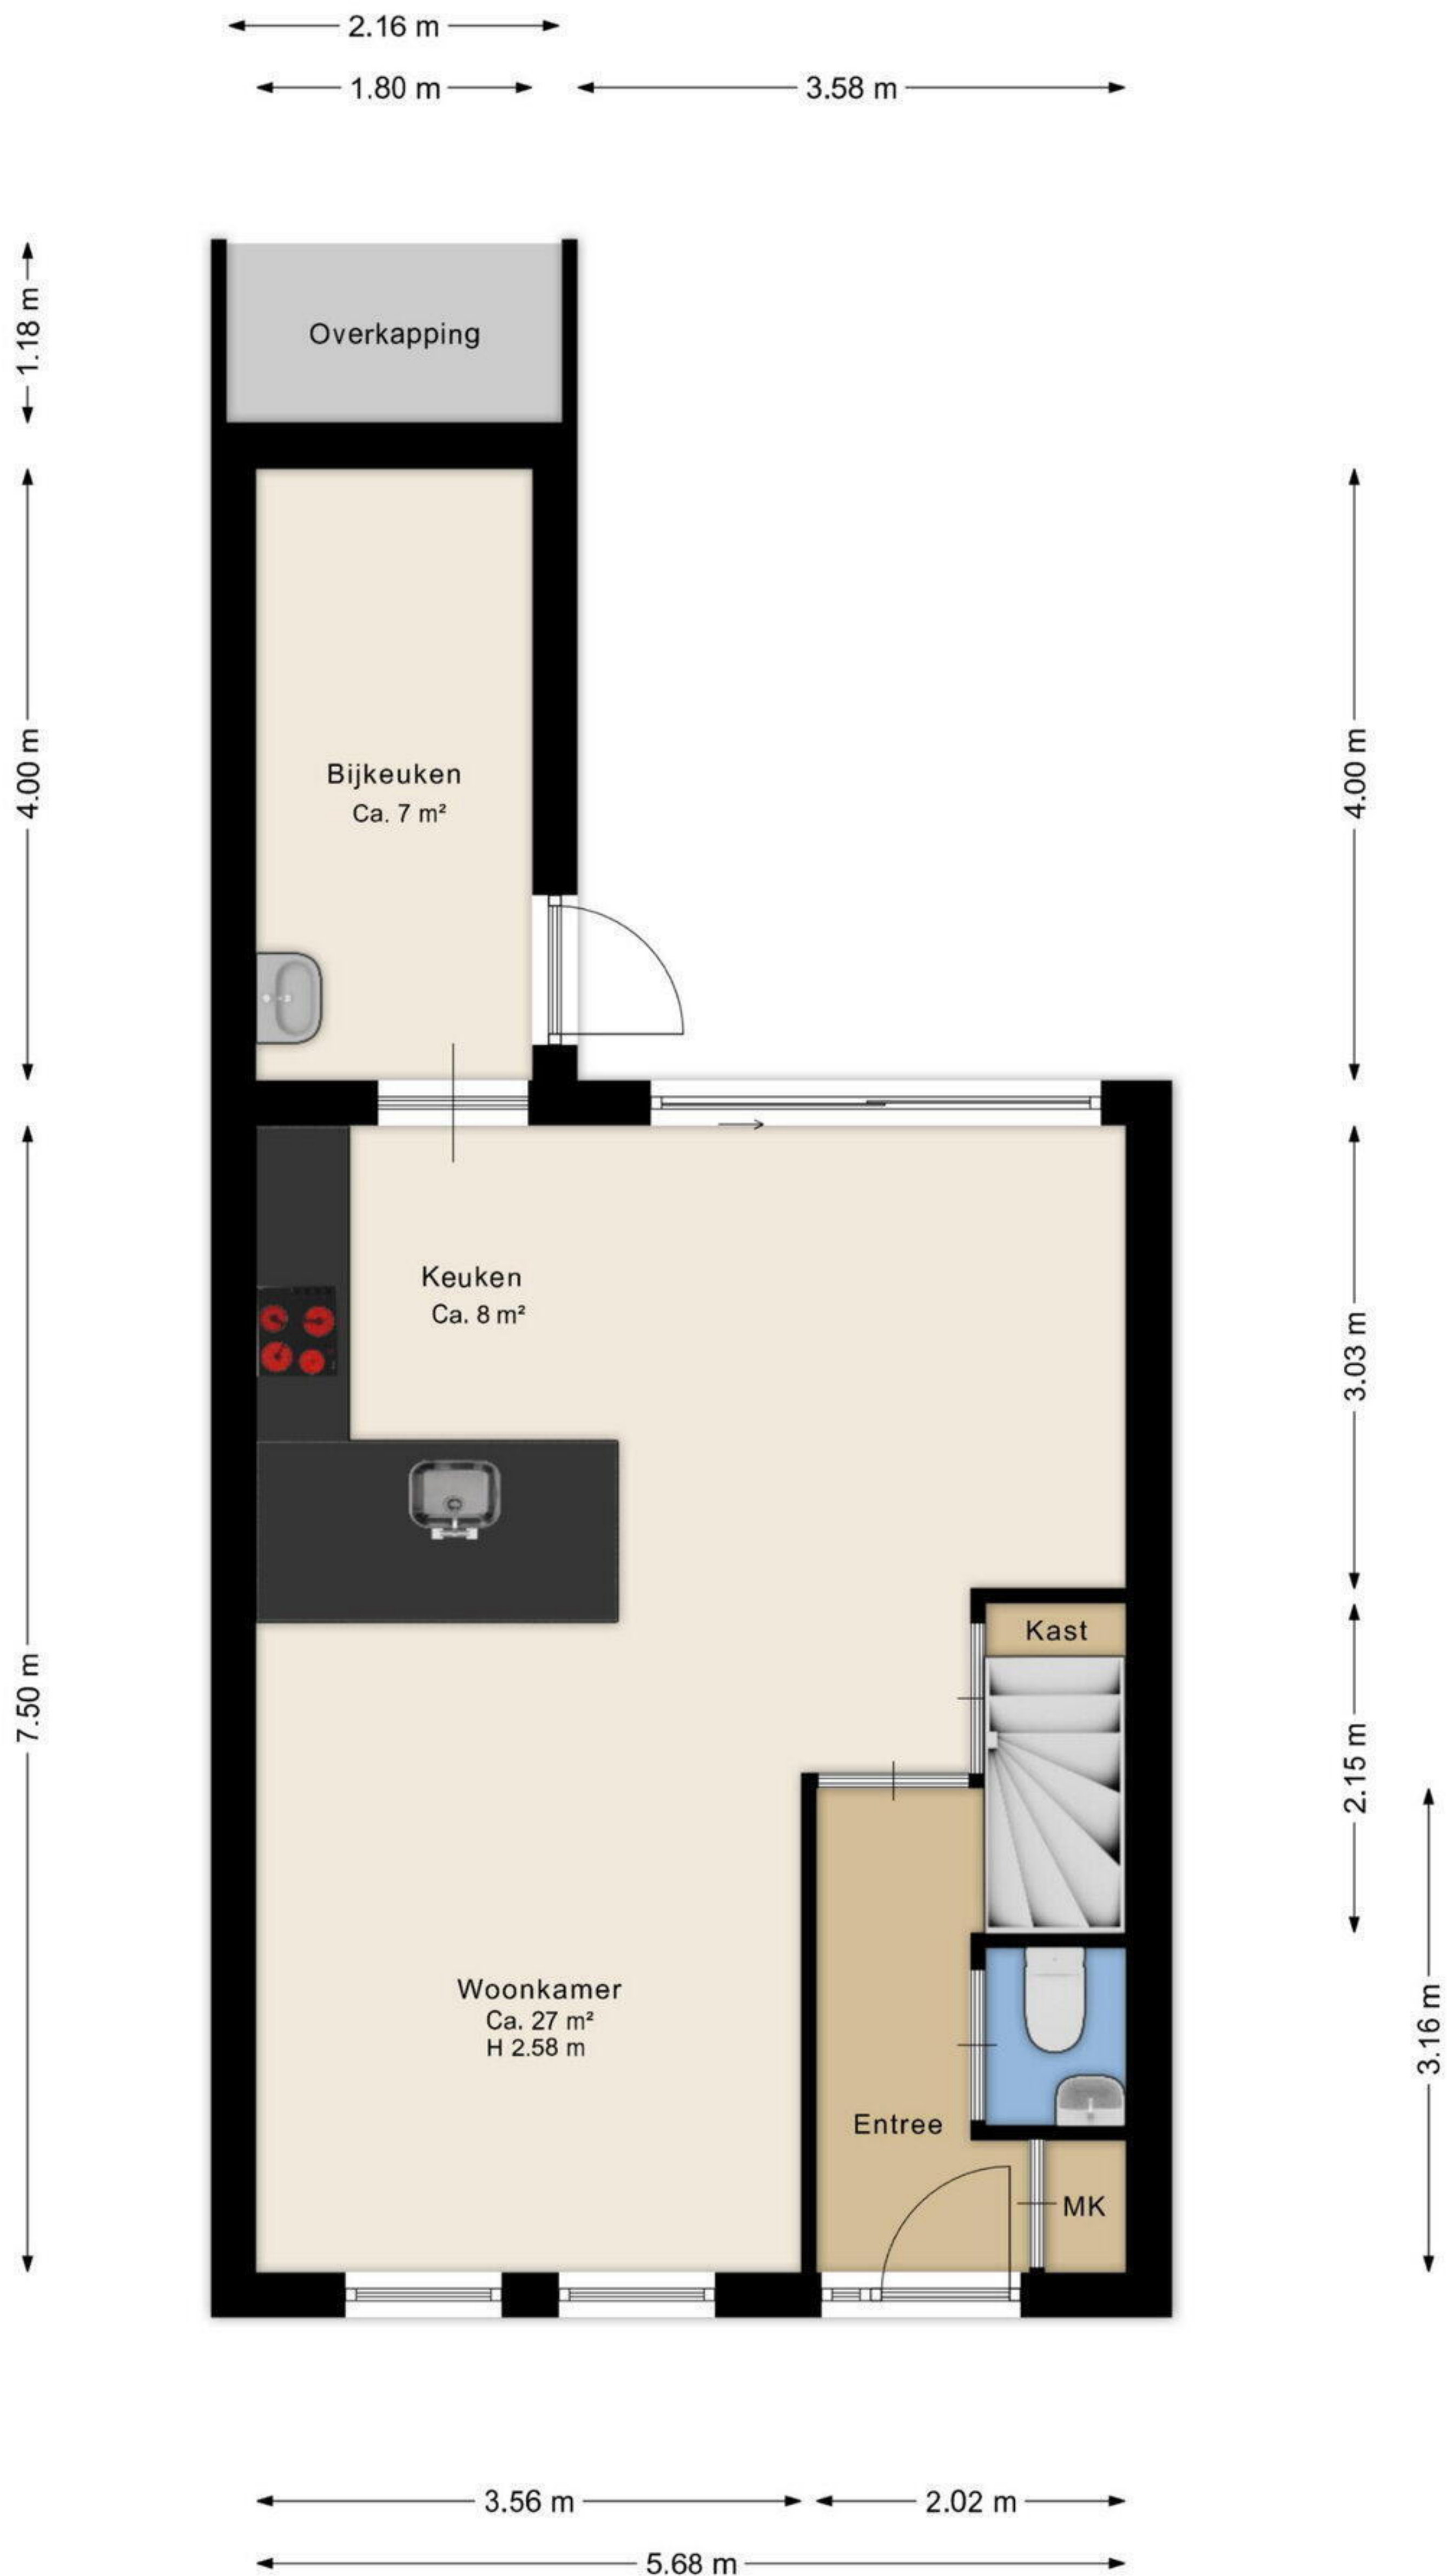 2.16 m
1.80 m
3.58 m
1.18 m
Overkapping
4.00 m
4.00 m
Bijkeuken
Ca. 7 m²
Keuken
Ca. 8 m²
3.03 m
7.50 m
Kast
2.15 m
Woonkamer
Ca. 27 m²
H 2.58 m
3.16 m
Entree
MK
3.56 m
2.02 m
5.68 m